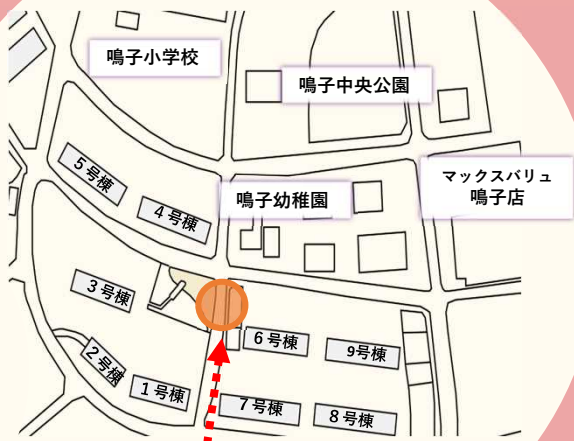 鳴子小学校
鳴子中央公園
マックスバリュ
鳴子店
5号棟
4号棟
鳴子幼稚園
3号棟
2号棟
1号棟
6号棟
9号棟
7号棟
8号棟